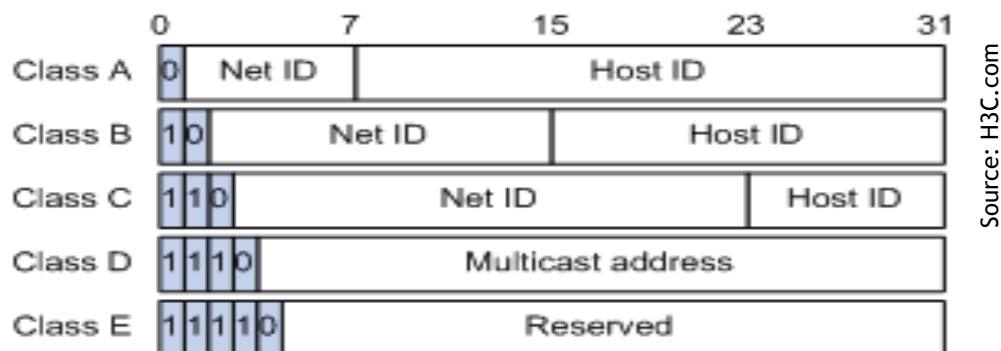 0 7 15 23 31
Class A 0 Net ID Host ID
Class B 1 0 Net ID Host ID
Class C 1 1 0 Net ID Host ID
Class D 1 1 1 0 Multicast address
Class E 1 1 1 1 0 Reserved
Source: H3C.com